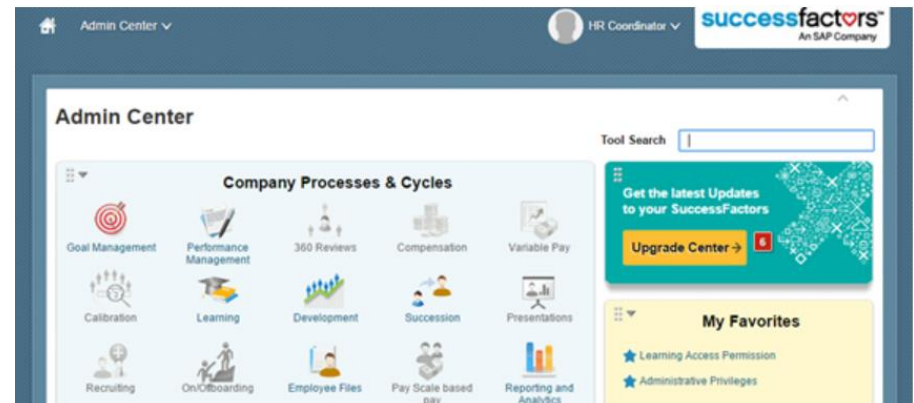 Admin Center
HR Coordinator
successfactors™
An SAP Company
Admin Center
Tool Search
Company Processes & Cycles
Goal Management
Performance
Management
360 Reviews
Compensation
Variable Pay
Calibration
Learning
Development
Succession
Presentations
Recruiting
On/Offboarding
Employee Files
Pay Scale based
pay
Reporting and
Analytics
Get the latest Updates
to your SuccessFactors
Upgrade Center → 6
My Favorites
Learning Access Permission
Administrative Privileges